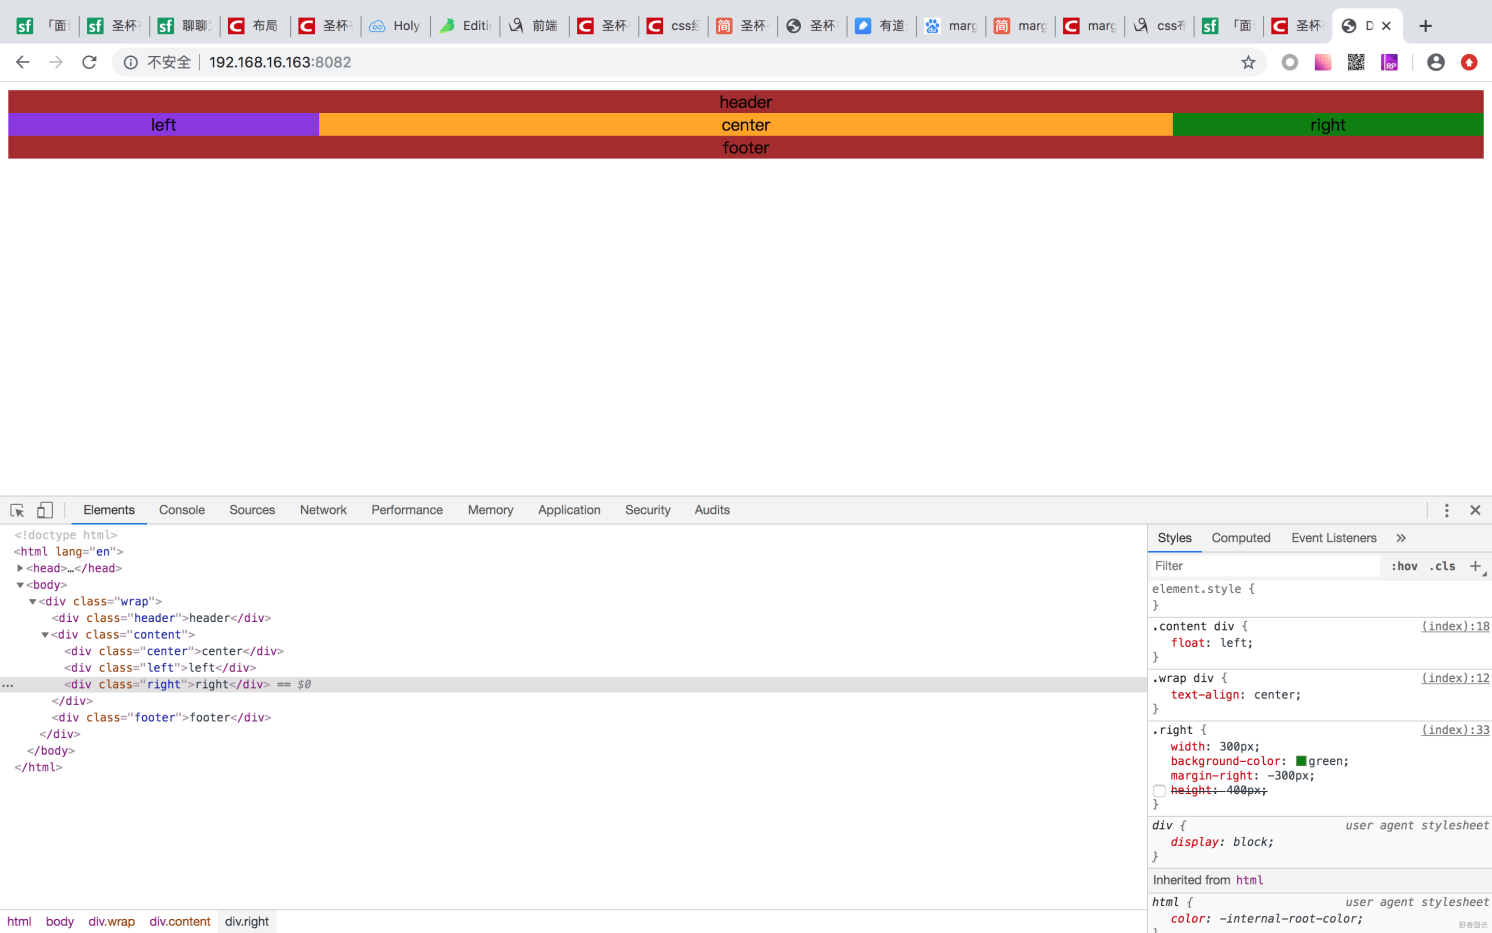 「面 圣杯 聊聊 布局 圣杯 Holy Editi 前端 圣杯 css 圣杯 圣杯 有道 marg marg marg css布 「面 圣杯 D
不安全 192.168.16.163:8082
header
left center right
footer
Elements Console Sources Network Performance Memory Application Security Audits
<!doctype html>
<html lang="en">
<head>…</head>
<body>
<div class="wrap">
<div class="header">header</div>
<div class="content">
<div class="center">center</div>
<div class="left">left</div>
<div class="right">right</div> == $0
</div>
<div class="footer">footer</div>
</div>
</body>
</html>
html body div.wrap div.content div.right
Styles Computed Event Listeners »
Filter :hov .cls +
element.style {
}
.content div { (index):18
float: left;
}
.wrap div { (index):12
text-align: center;
}
.right { (index):33
width: 300px;
background-color: green;
margin-right: -300px;
height: 400px;
}
div { user agent stylesheet
display: block;
}
Inherited from html
html { user agent stylesheet
color: -internal-root-color;
}